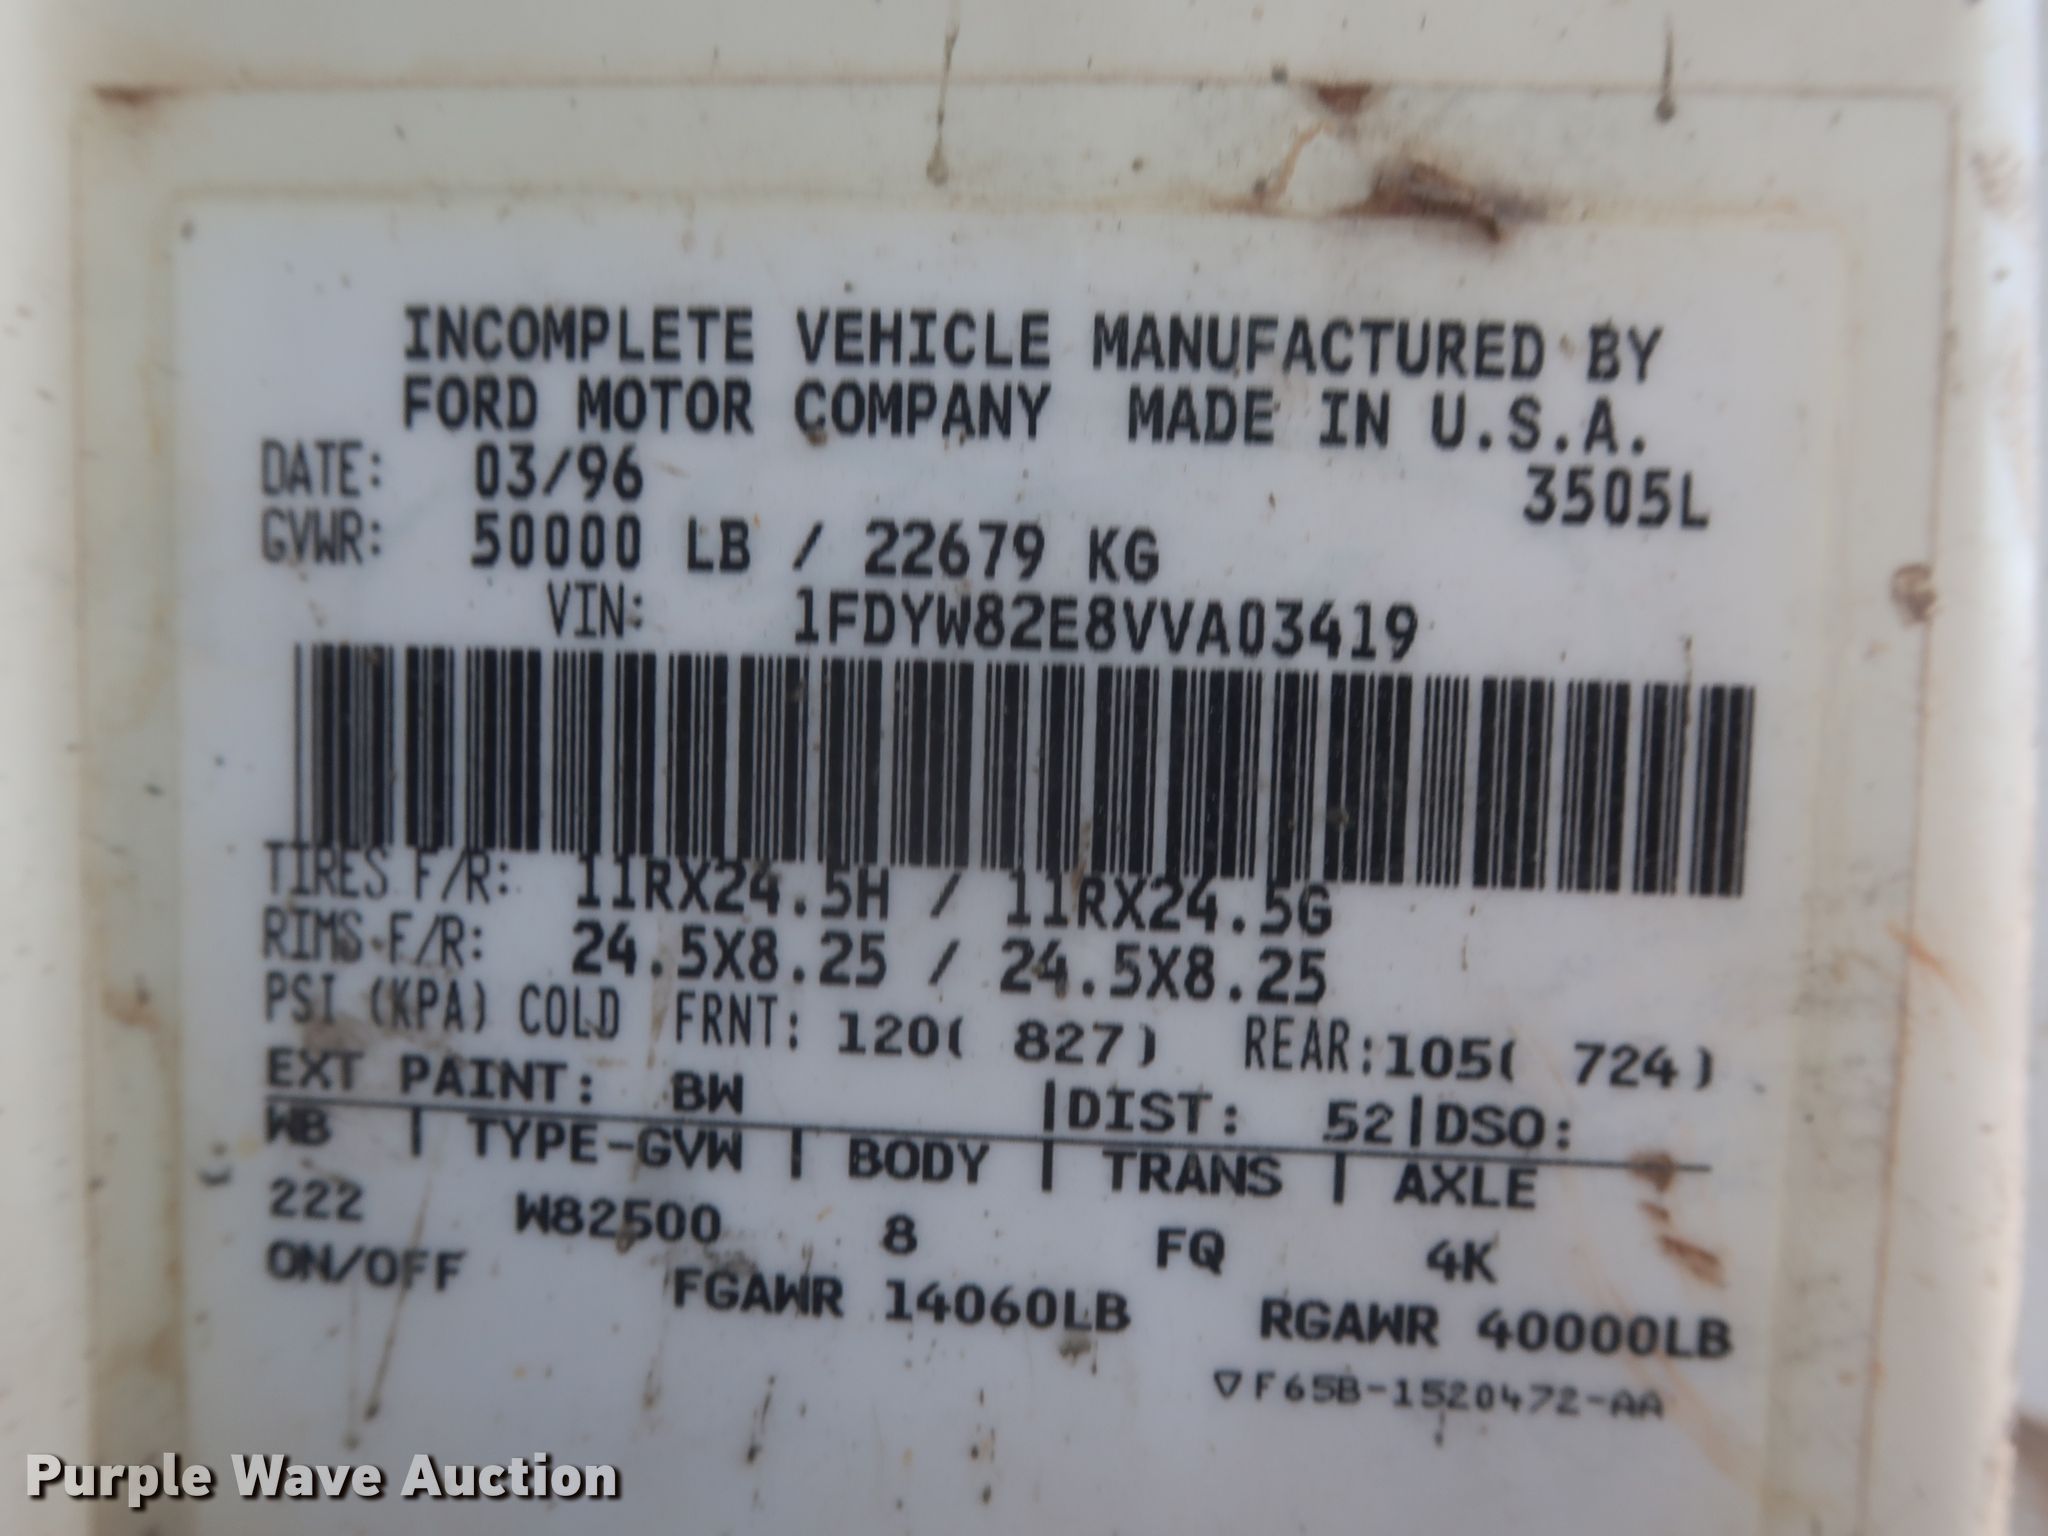 INCOMPLETE VEHICLE MANUFACTURED BY
FORD MOTOR COMPANY MADE IN U.S.A.
DATE: 03/96 3505L
GVWR: 50000 LB / 22679 KG
VIN: 1FDYW82E8VVA03419
TIRES F/R: 11RX24.5H / 11RX24.5G
RIMS F/R: 24.5X8.25 / 24.5X8.25
PSI (KPA) COLD FRNT: 120( 827) REAR: 105( 724)
EXT PAINT: BW |DIST: 52|DSO:
WB | TYPE-GVW | BODY | TRANS | AXLE
222 W82500 8 FQ 4K
ON/OFF FGAWR 14060LB RGAWR 40000LB
▽F65B-1520472-AA
Purple Wave Auction